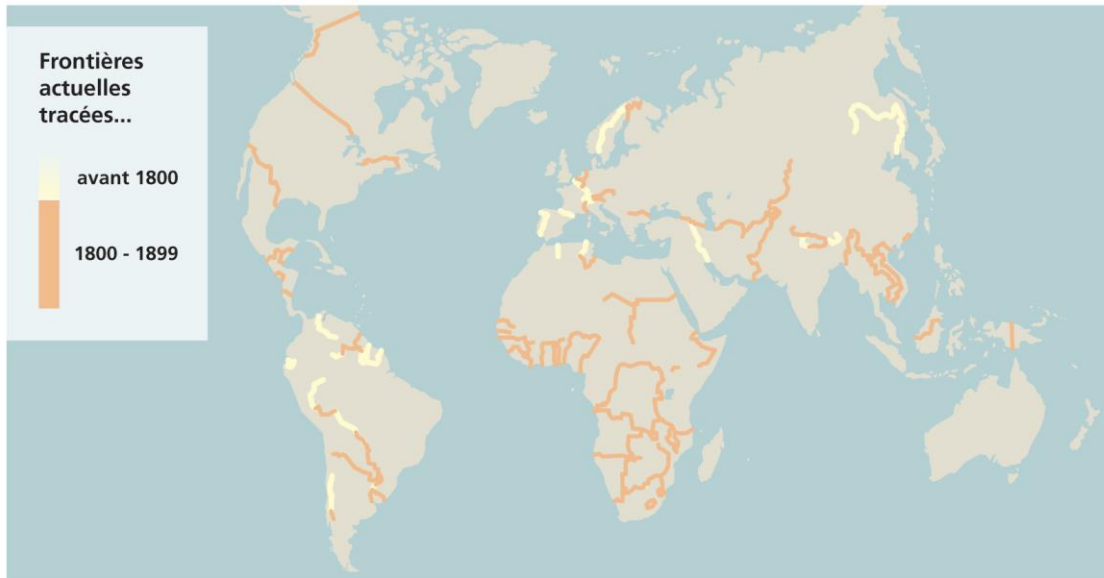 Frontières
actuelles
tracées...
avant 1800
1800 - 1899